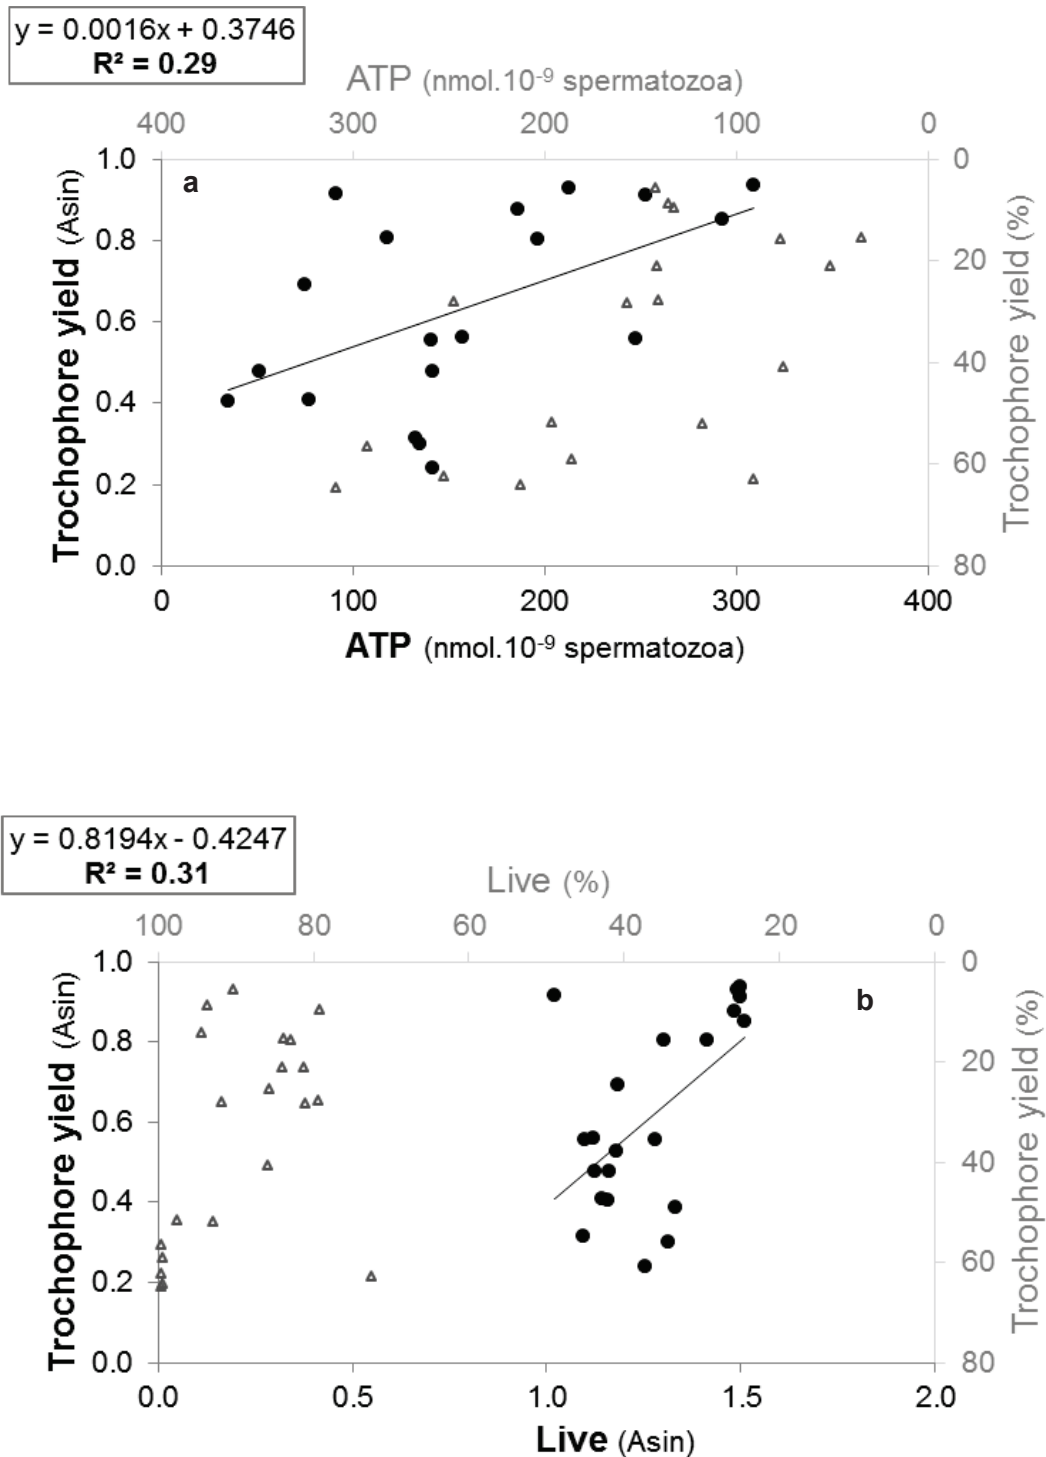 y = 0.0016x + 0.3746
R² = 0.29
ATP (nmol.10⁻⁹ spermatozoa)
400 300 200 100 0
1.0 0
a
0.8
20
0.6
40
0.4
60
0.2
0.0 80
Trochophore yield (Asin)
Trochophore yield (%)
0 100 200 300 400
ATP (nmol.10⁻⁹ spermatozoa)
y = 0.8194x - 0.4247
R² = 0.31
Live (%)
100 80 60 40 20 0
1.0 0
b
0.8
20
0.6
40
0.4
60
0.2
0.0 80
Trochophore yield (Asin)
Trochophore yield (%)
0.0 0.5 1.0 1.5 2.0
Live (Asin)